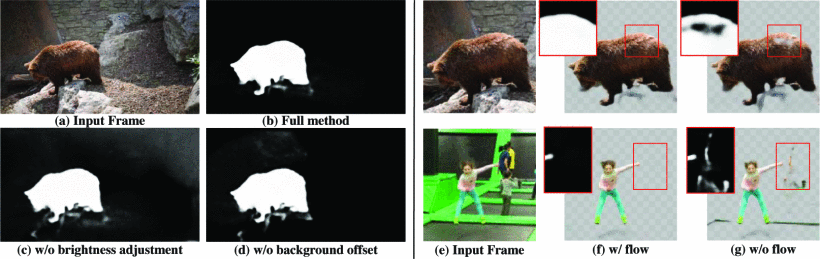 (a) Input Frame
(b) Full method
(c) w/o brightness adjustment
(d) w/o background offset
(e) Input Frame
(f) w/ flow
(g) w/o flow